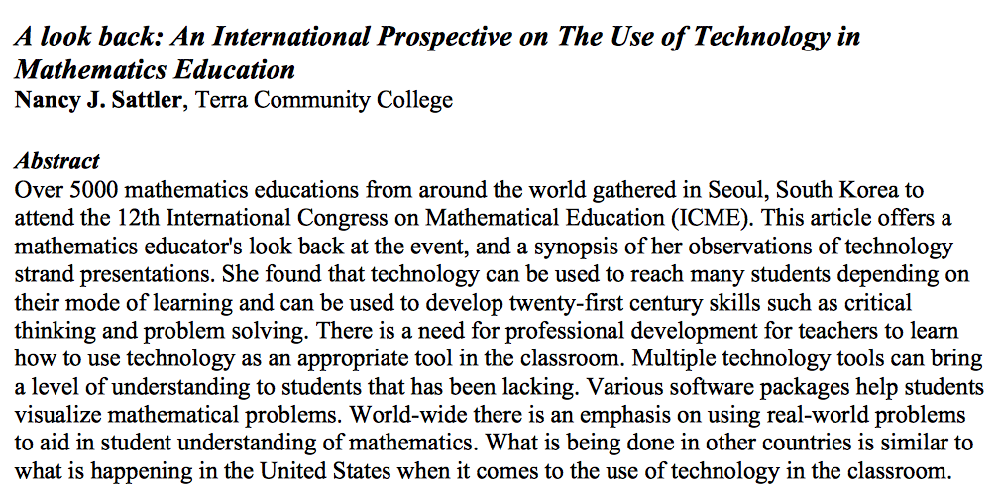 A look back: An International Prospective on The Use of Technology in
Mathematics Education
Nancy J. Sattler, Terra Community College
Abstract
Over 5000 mathematics educations from around the world gathered in Seoul, South Korea to
attend the 12th International Congress on Mathematical Education (ICME). This article offers a
mathematics educator's look back at the event, and a synopsis of her observations of technology
strand presentations. She found that technology can be used to reach many students depending on
their mode of learning and can be used to develop twenty-first century skills such as critical
thinking and problem solving. There is a need for professional development for teachers to learn
how to use technology as an appropriate tool in the classroom. Multiple technology tools can bring
a level of understanding to students that has been lacking. Various software packages help students
visualize mathematical problems. World-wide there is an emphasis on using real-world problems
to aid in student understanding of mathematics. What is being done in other countries is similar to
what is happening in the United States when it comes to the use of technology in the classroom.